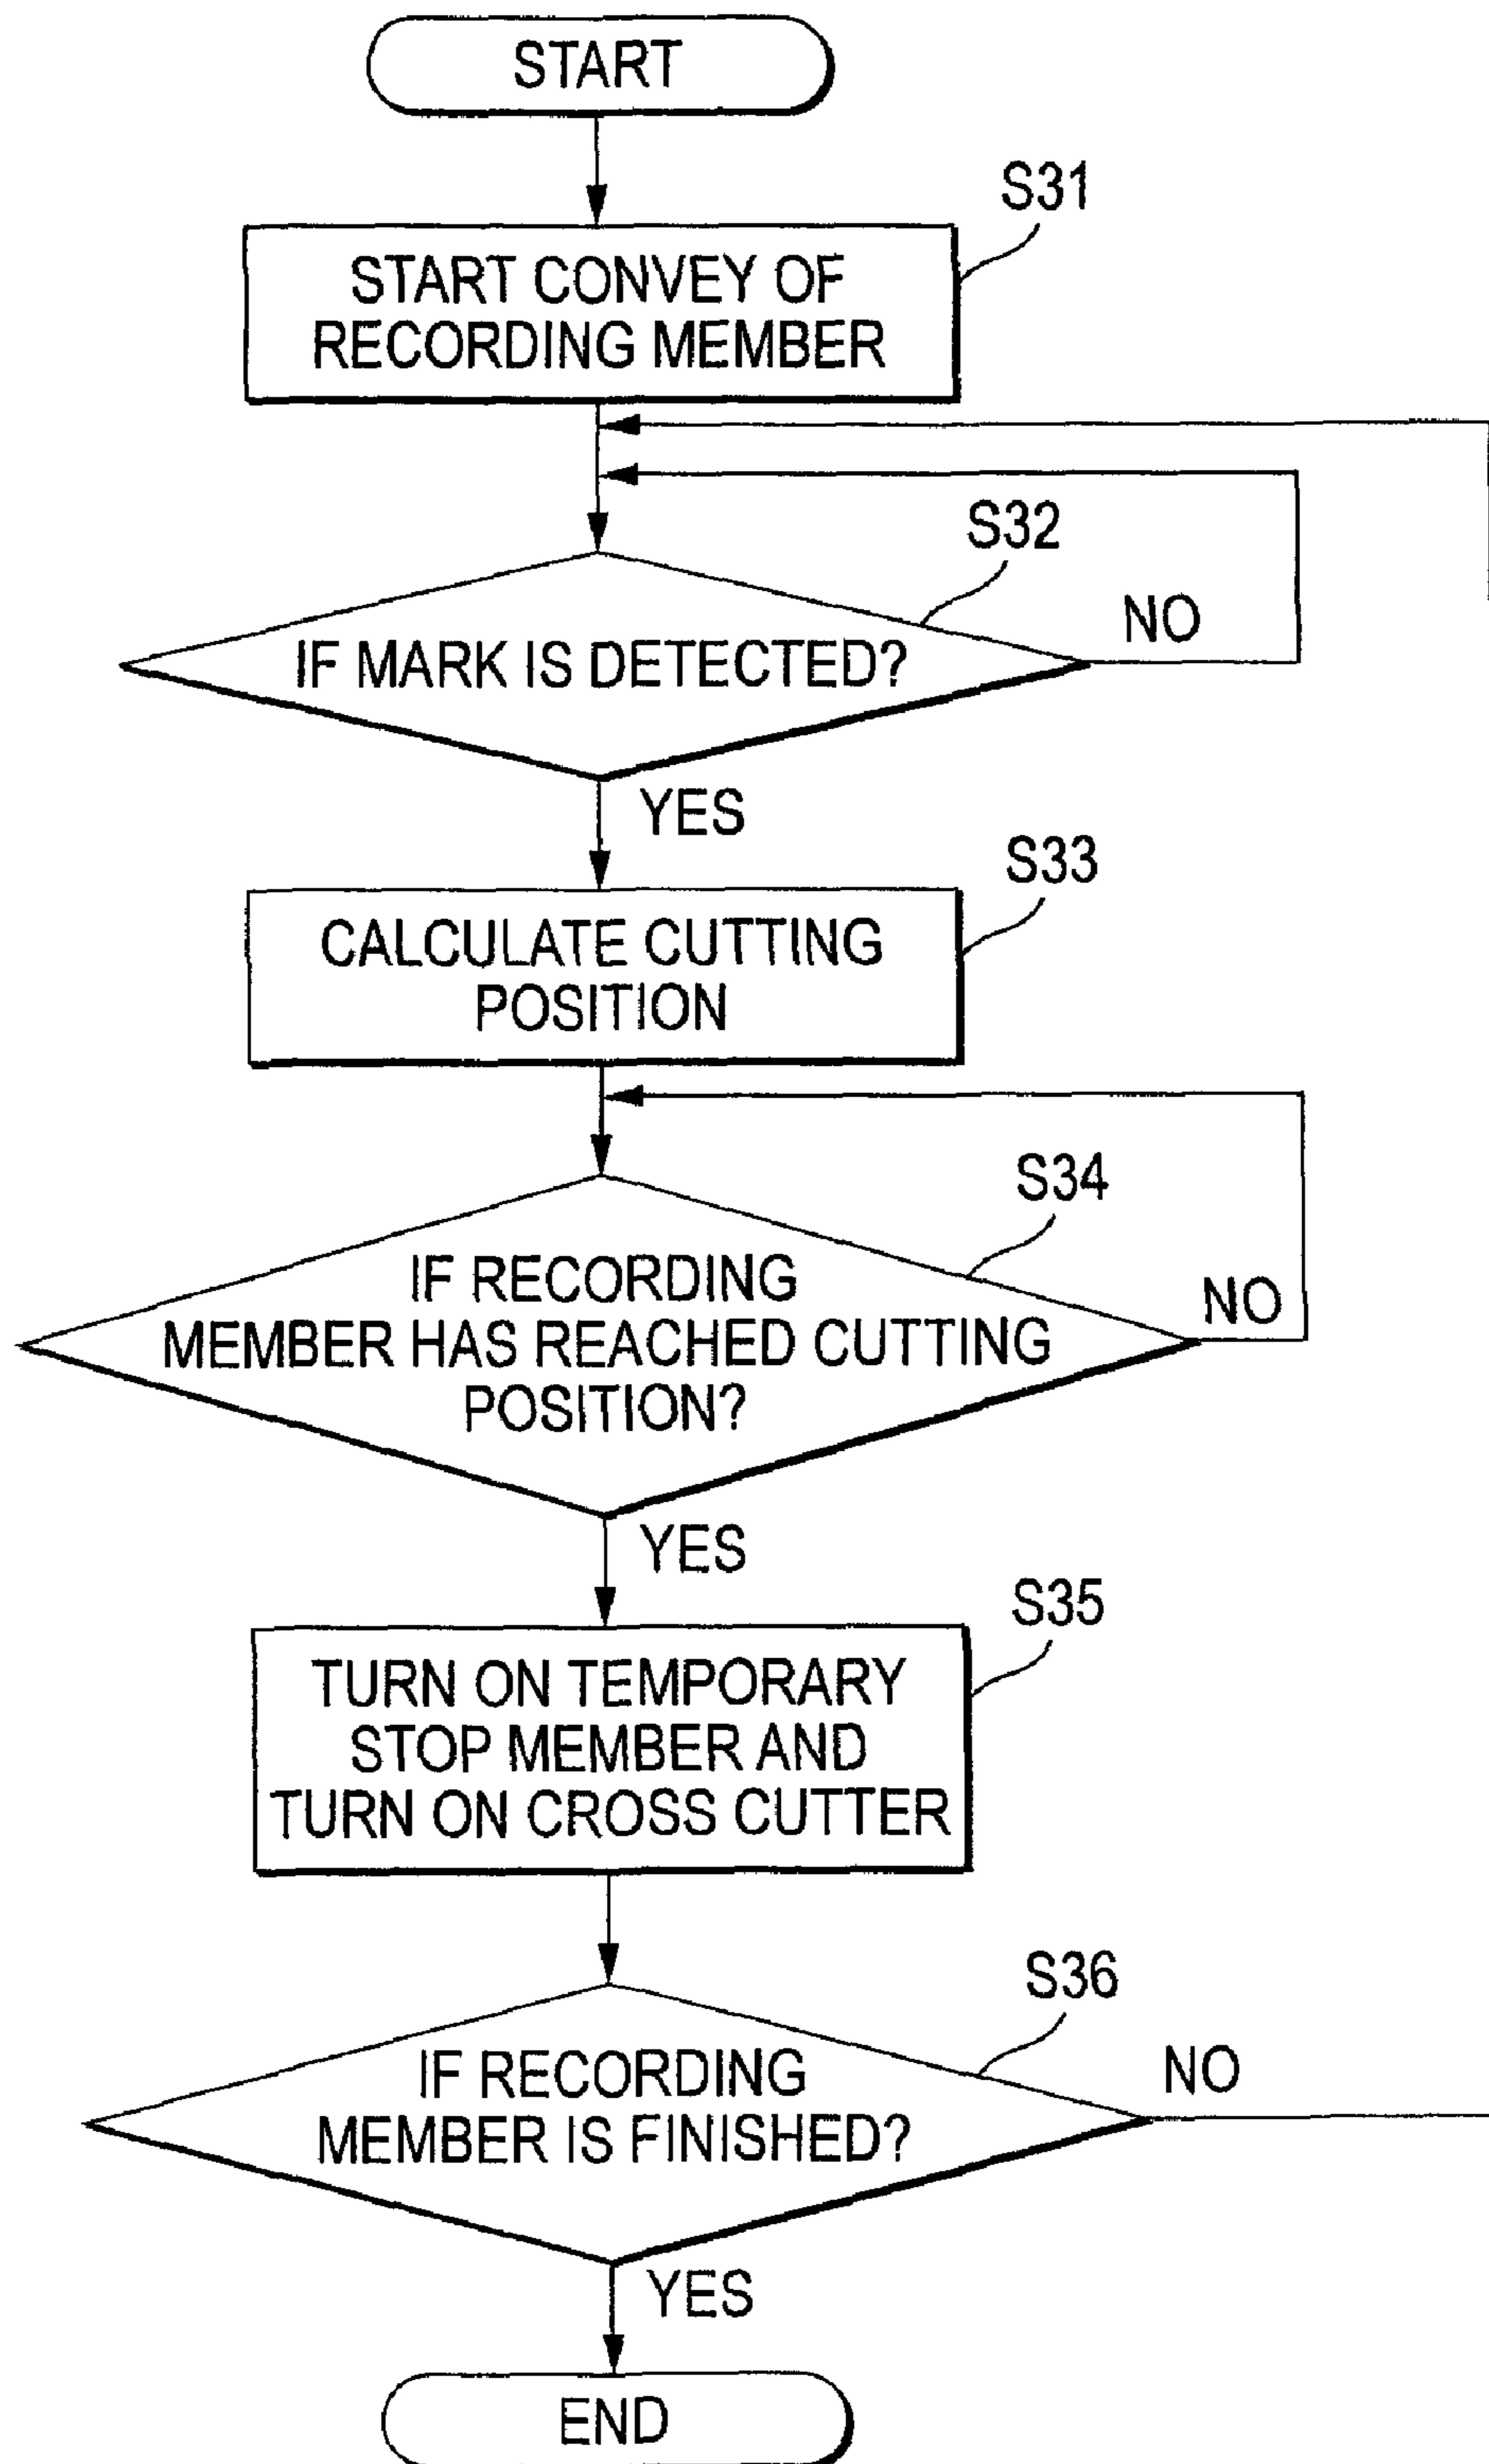 START
S31
START CONVEY OF
RECORDING MEMBER
S32
IF MARK IS DETECTED?
NO
YES
S33
CALCULATE CUTTING
POSITION
S34
IF RECORDING
MEMBER HAS REACHED CUTTING
POSITION?
NO
YES
S35
TURN ON TEMPORARY
STOP MEMBER AND
TURN ON CROSS CUTTER
S36
IF RECORDING
MEMBER IS FINISHED?
NO
YES
END